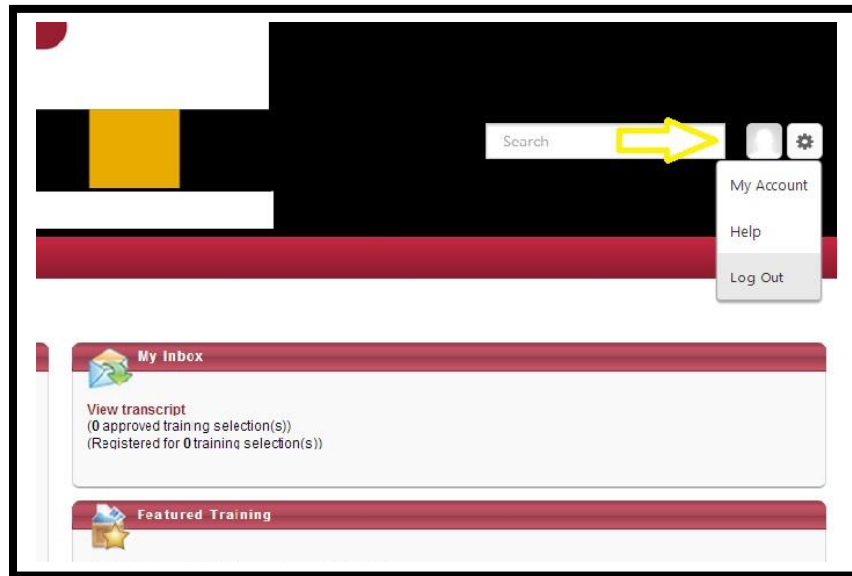 Search
My Account
Help
Log Out
My Inbox
View transcript
(0 approved training selection(s))
(Registered for 0 training selection(s))
Featured Training